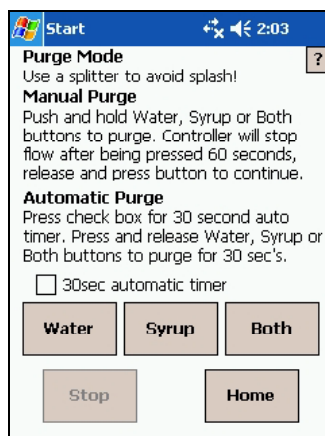 Start 2:03
Purge Mode ?
Use a splitter to avoid splash!
Manual Purge
Push and hold Water, Syrup or Both
buttons to purge. Controller will stop
flow after being pressed 60 seconds,
release and press button to continue.
Automatic Purge
Press check box for 30 second auto
timer. Press and release Water, Syrup or
Both buttons to purge for 30 sec's.
30sec automatic timer
Water Syrup Both
Stop Home